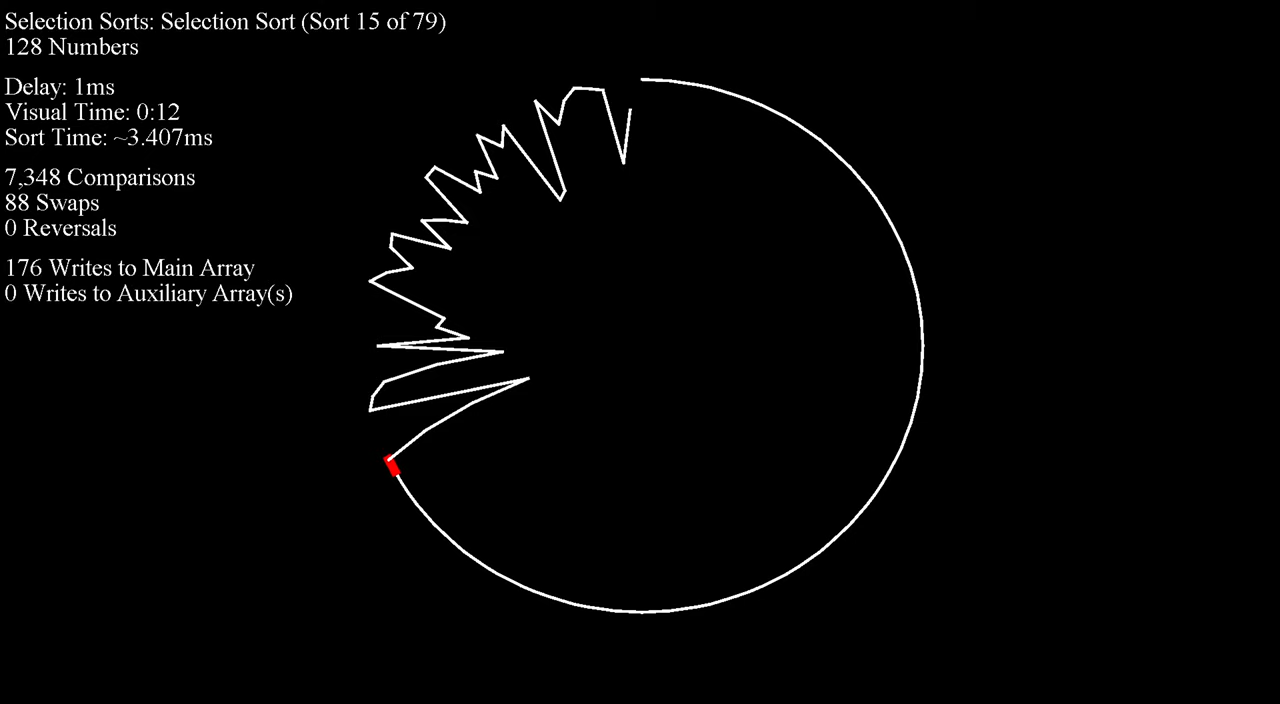 Selection Sorts: Selection Sort (Sort 15 of 79)
128 Numbers
Delay: 1ms
Visual Time: 0:12
Sort Time: ~3.407ms
7,348 Comparisons
88 Swaps
0 Reversals
176 Writes to Main Array
0 Writes to Auxiliary Array(s)